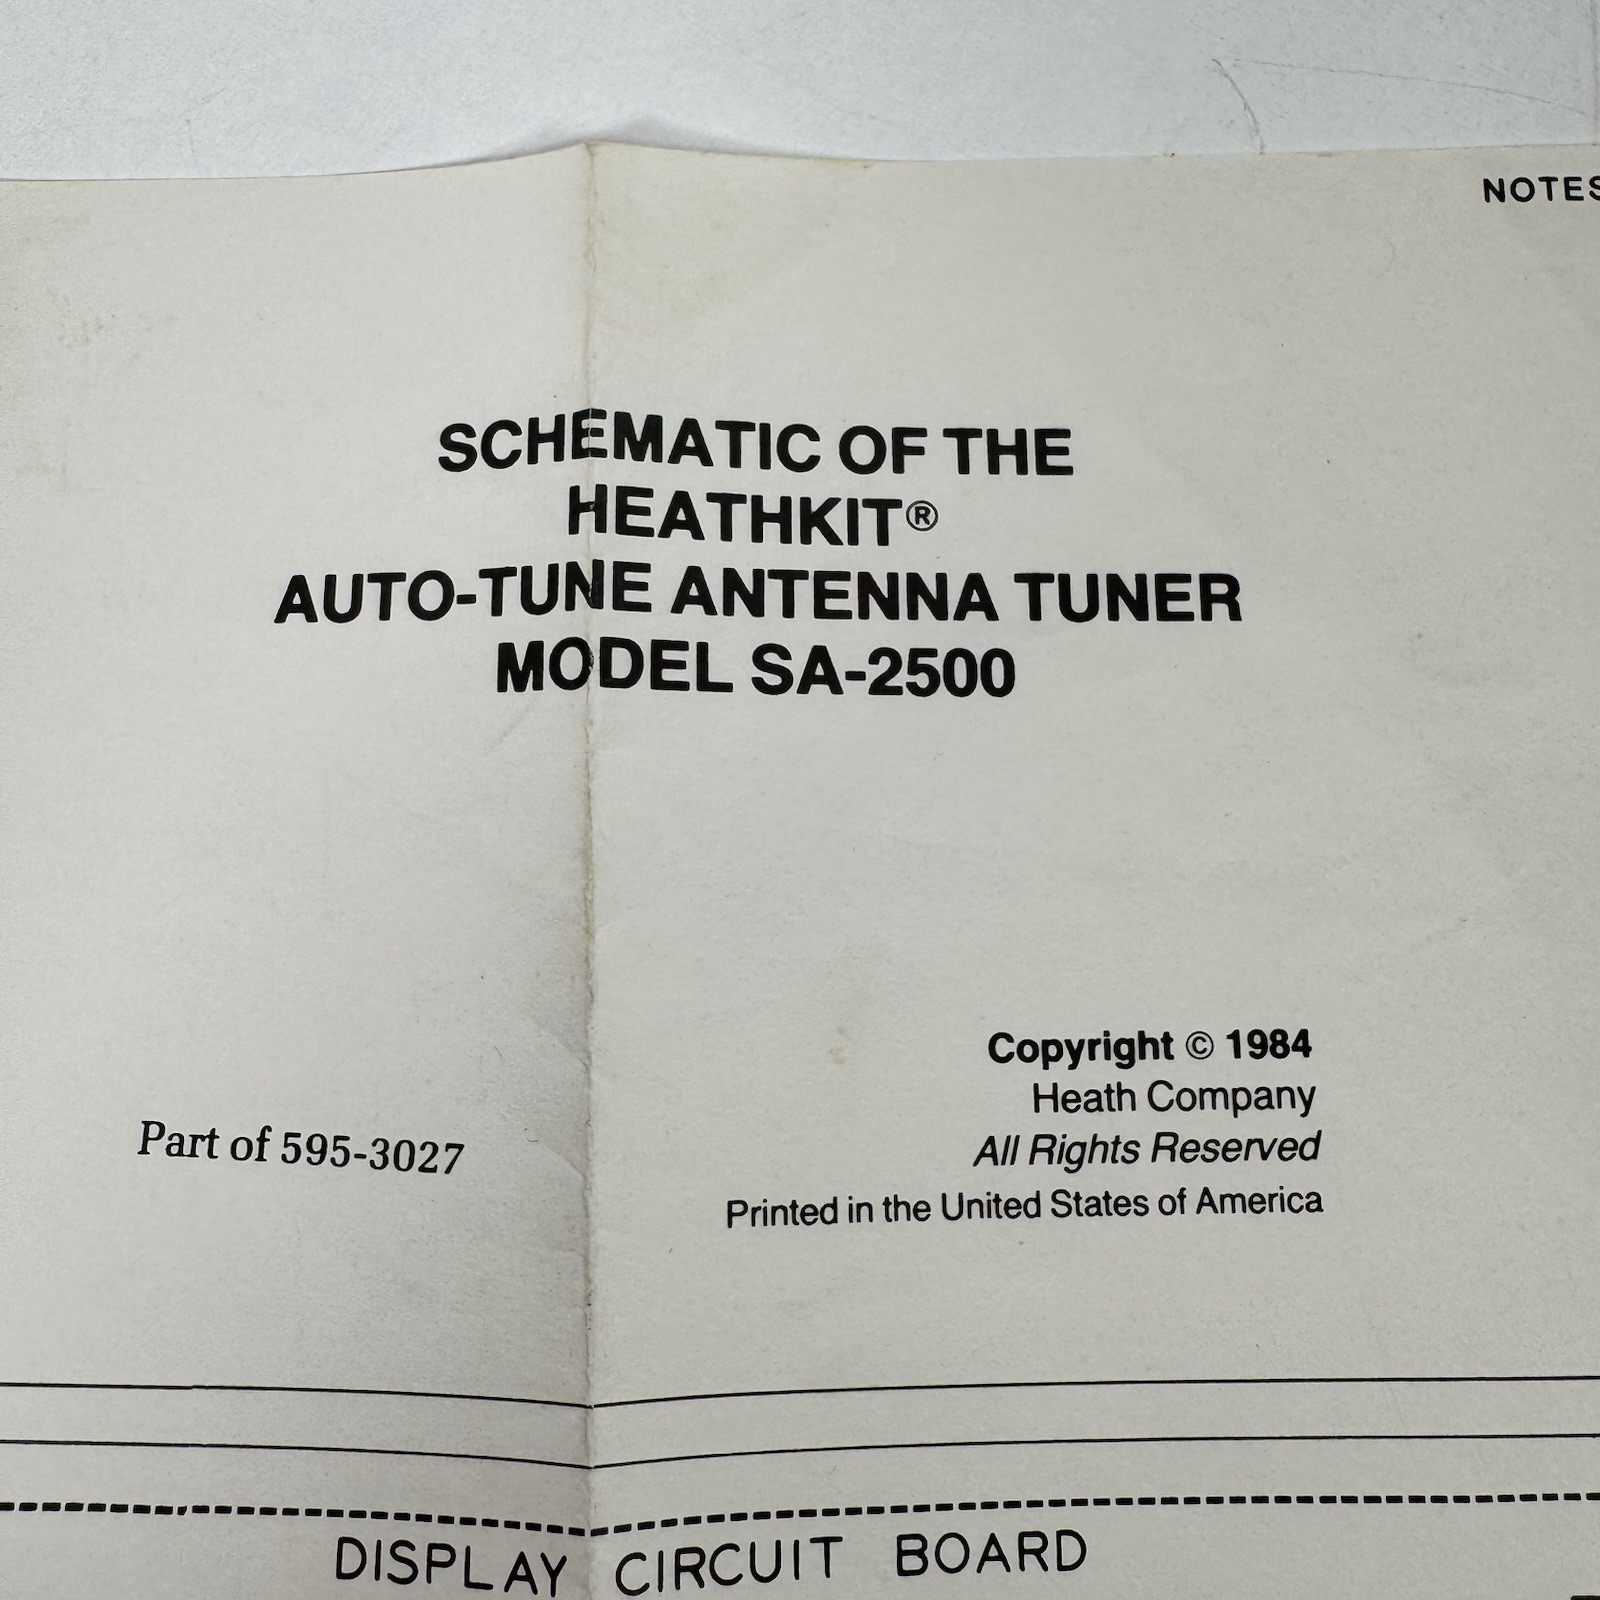 NOTES
SCHEMATIC OF THE
HEATHKIT®
AUTO-TUNE ANTENNA TUNER
MODEL SA-2500
Copyright © 1984
Heath Company
All Rights Reserved
Printed in the United States of America
Part of 595-3027
DISPLAY CIRCUIT BOARD